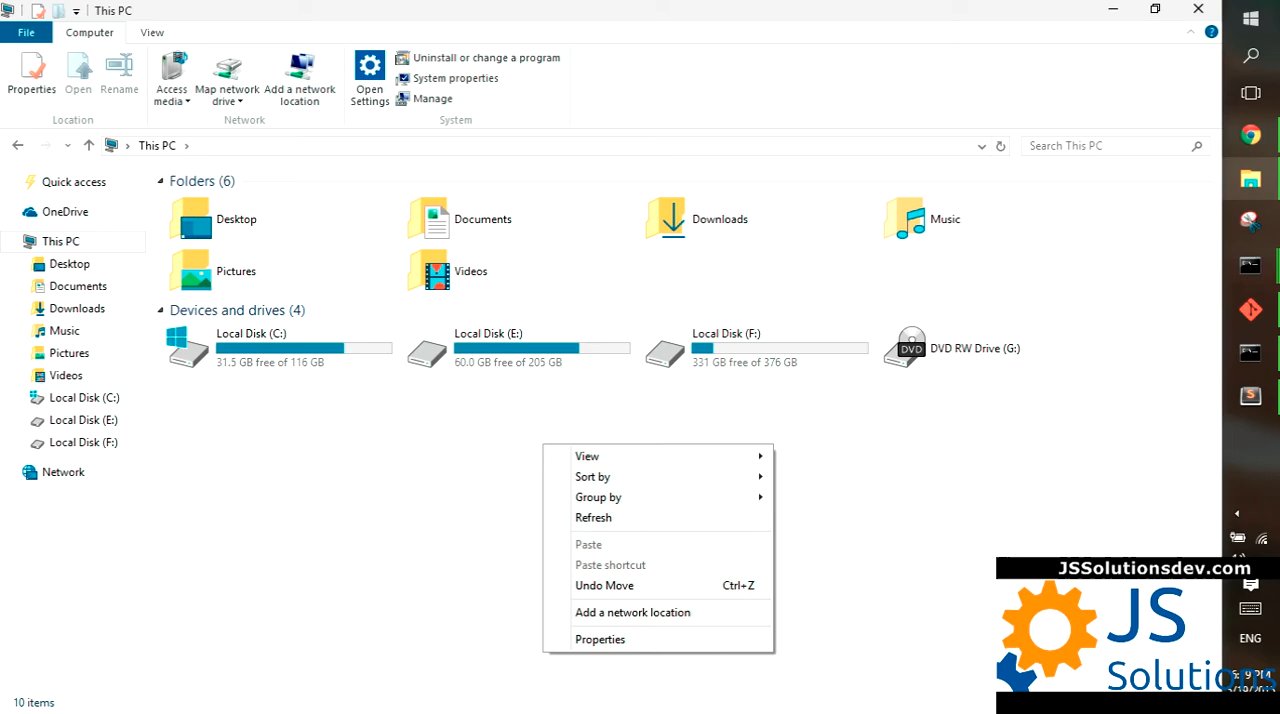 This PC
File Computer View
Properties Open Rename
Access media Map network drive Add a network location
Open Settings
Uninstall or change a program
System properties
Manage
Location Network System
This PC
Search This PC
Quick access
OneDrive
This PC
Desktop
Documents
Downloads
Music
Pictures
Videos
Local Disk (C:)
Local Disk (E:)
Local Disk (F:)
Network
Folders (6)
Desktop Documents Downloads Music
Pictures Videos
Devices and drives (4)
Local Disk (C:)
31.5 GB free of 116 GB
Local Disk (E:)
60.0 GB free of 205 GB
Local Disk (F:)
331 GB free of 376 GB
DVD
DVD RW Drive (G:)
View
Sort by
Group by
Refresh
Paste
Paste shortcut
Undo Move Ctrl+Z
Add a network location
Properties
10 items
ENG
JSSolutionsdev.com
JS
Solutions